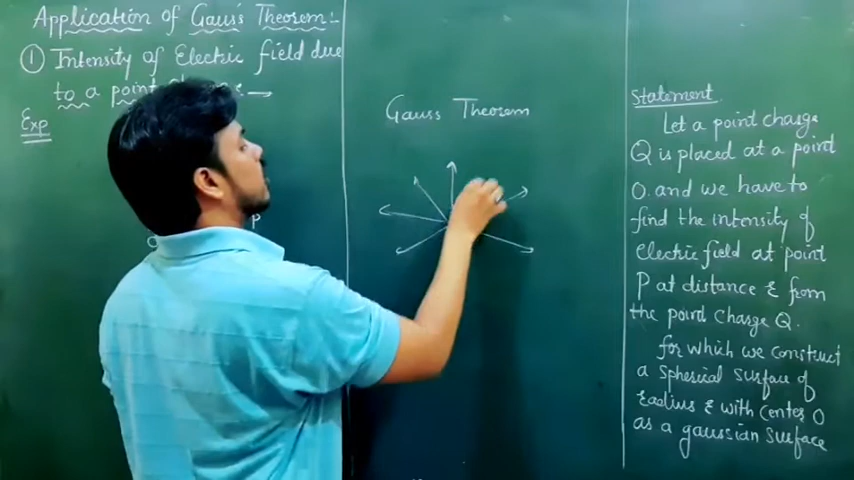 Application of Gauss Theorem :-
① Intensity of Electric field due
to a point
Exp
P
Gauss Theorem
Statement
Let a point charge
Q is placed at a point
O. and we have to
find the intensity of
Electric field at point
P at distance r from
the point charge Q.
for which we construct
a spherical surface of
radius r with center O
as a gaussian surface